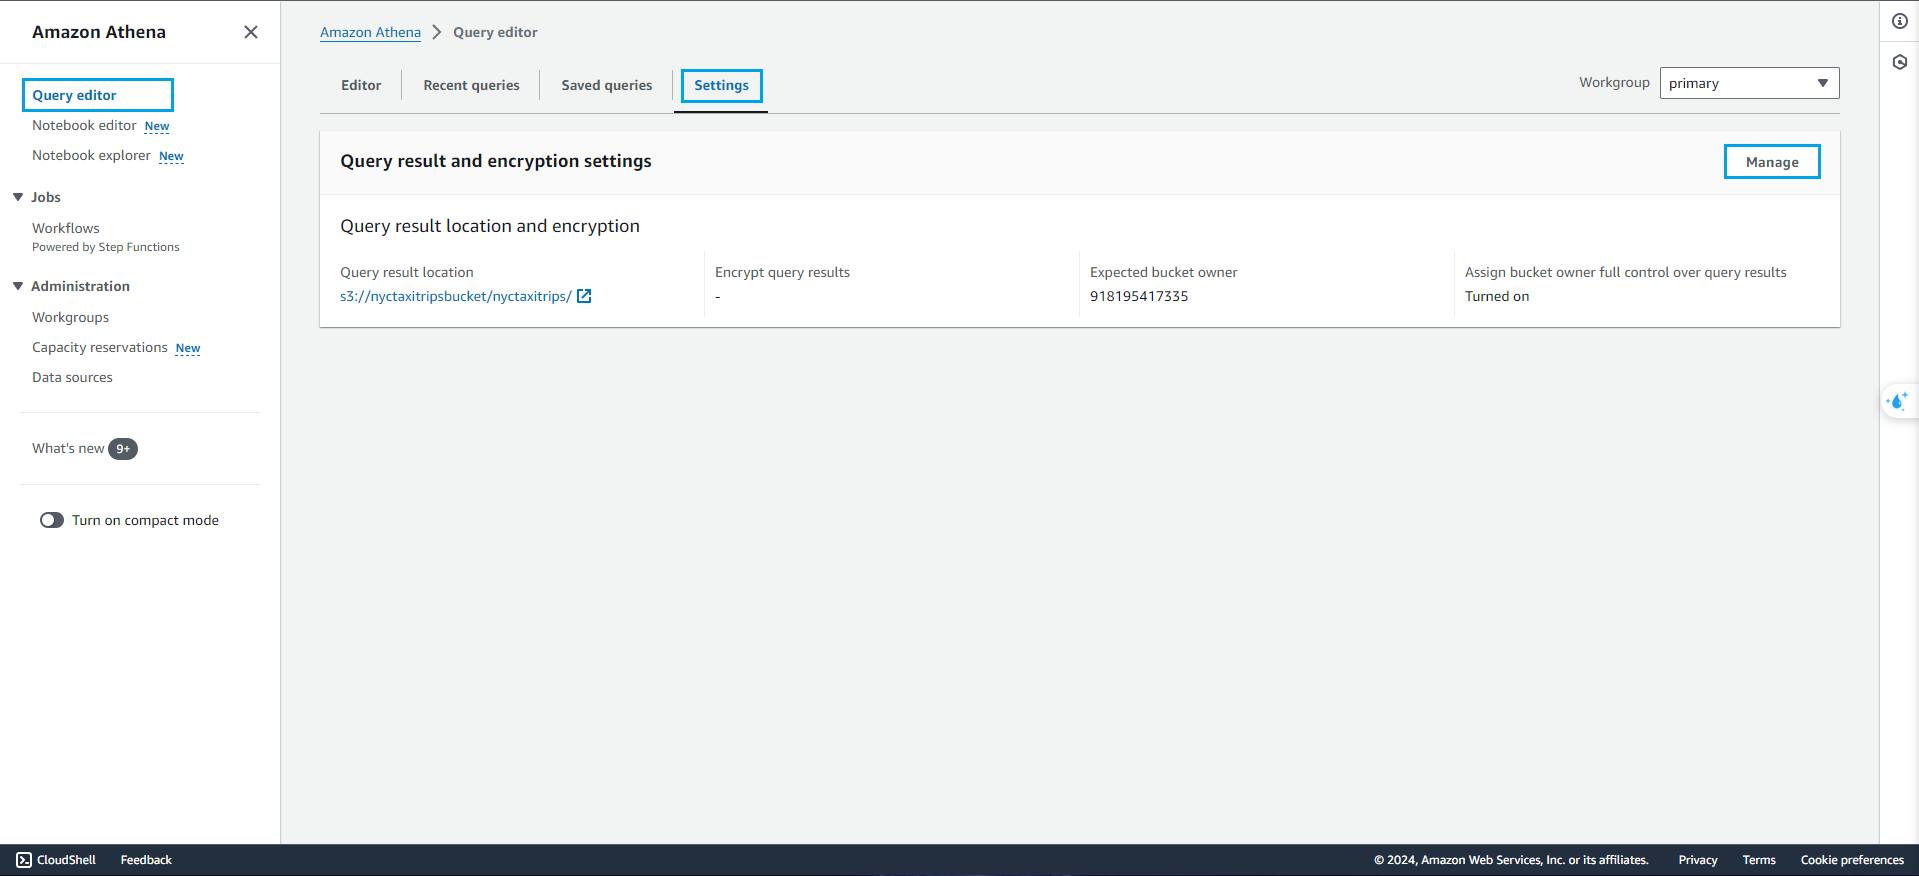 Amazon Athena
Query editor
Notebook editor New
Notebook explorer New
Jobs
Workflows
Powered by Step Functions
Administration
Workgroups
Capacity reservations New
Data sources
What's new 9+
Turn on compact mode
Amazon Athena > Query editor
Editor Recent queries Saved queries Settings
Workgroup primary
Query result and encryption settings
Manage
Query result location and encryption
Query result location
s3://nyctaxitripsbucket/nyctaxitrips/
Encrypt query results
-
Expected bucket owner
918195417335
Assign bucket owner full control over query results
Turned on
CloudShell Feedback
© 2024, Amazon Web Services, Inc. or its affiliates. Privacy Terms Cookie preferences